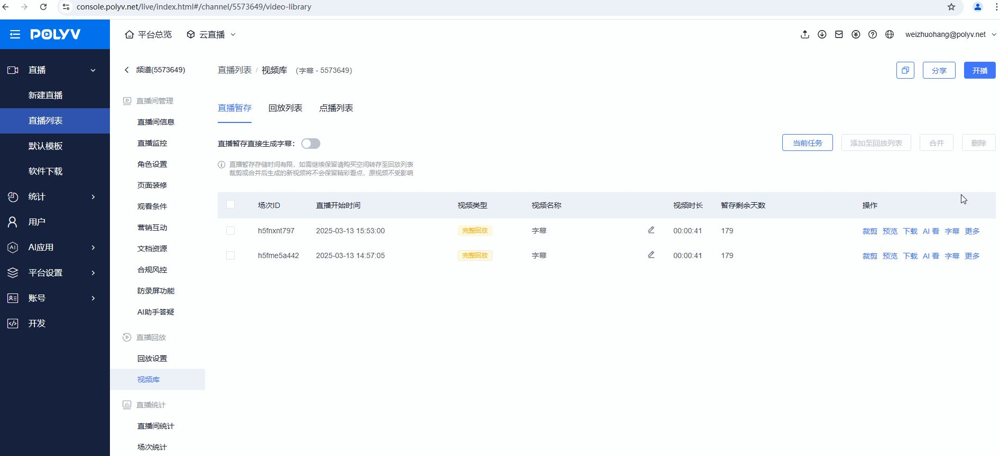 console.polyv.net/live/index.html#/channel/5573649/video-library
POLYV
平台总览
云直播
weizhuohang@polyv.net
直播
新建直播
直播列表
默认模板
软件下载
统计
用户
AI应用
平台设置
账号
开发
频道(5573649)
直播间管理
直播间信息
直播监控
角色设置
页面装修
观看条件
营销互动
文档资源
合规风控
防录屏功能
AI助手答疑
直播回放
回放设置
视频库
直播统计
直播间统计
场次统计
直播列表 / 视频库 (字幕 - 5573649)
分享
开播
直播暂存 回放列表 点播列表
直播暂存直接生成字幕:
当前任务 添加至回放列表 合并 删除
直播暂存存储时间有限，如需继续保留请购买空间转存至回放列表
裁剪或合并后生成的新视频将不会保留精彩看点，原视频不受影响
场次ID 直播开始时间 视频类型 视频名称 视频时长 暂存剩余天数 操作
h5fnxnt797 2025-03-13 15:53:00 完整回放 字幕 00:00:41 179 裁剪 预览 下载 AI 看 字幕 更多
h5fme5a442 2025-03-13 14:57:05 完整回放 字幕 00:00:41 179 裁剪 预览 下载 AI 看 字幕 更多